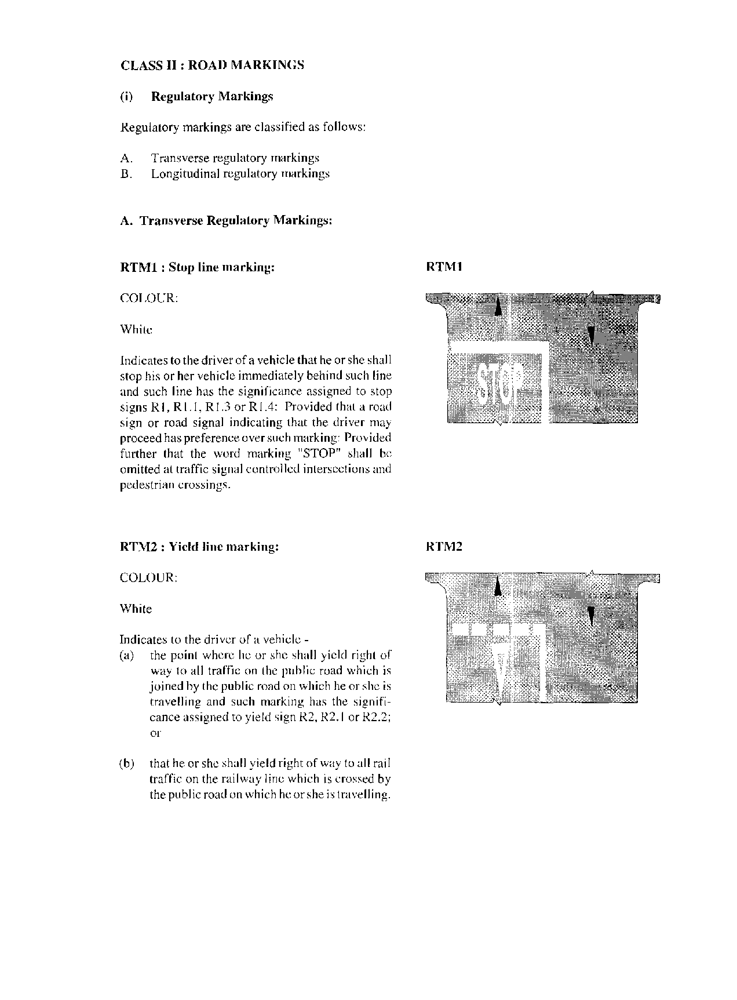 CLASS II : ROAD MARKINGS
(i) Regulatory Markings
Regulatory markings are classified as follows:
A. Transverse regulatory markings
B. Longitudinal regulatory markings
A. Transverse Regulatory Markings:
RTM1 : Stop line marking:
RTM1
COLOUR:
White
Indicates to the driver of a vehicle that he or she shall
stop his or her vehicle immediately behind such line
and such line has the significance assigned to stop
signs R1, R1.1, R1.3 or R1.4: Provided that a road
sign or road signal indicating that the driver may
proceed has preference over such marking: Provided
further that the word marking "STOP" shall be
omitted at traffic signal controlled intersections and
pedestrian crossings.
STOP
RTM2 : Yield line marking:
RTM2
COLOUR:
White
Indicates to the driver of a vehicle -
(a) the point where he or she shall yield right of
way to all traffic on the public road which is
joined by the public road on which he or she is
travelling and such marking has the signifi-
cance assigned to yield sign R2, R2.1 or R2.2;
or
(b) that he or she shall yield right of way to all rail
traffic on the railway line which is crossed by
the public road on which he or she is travelling.